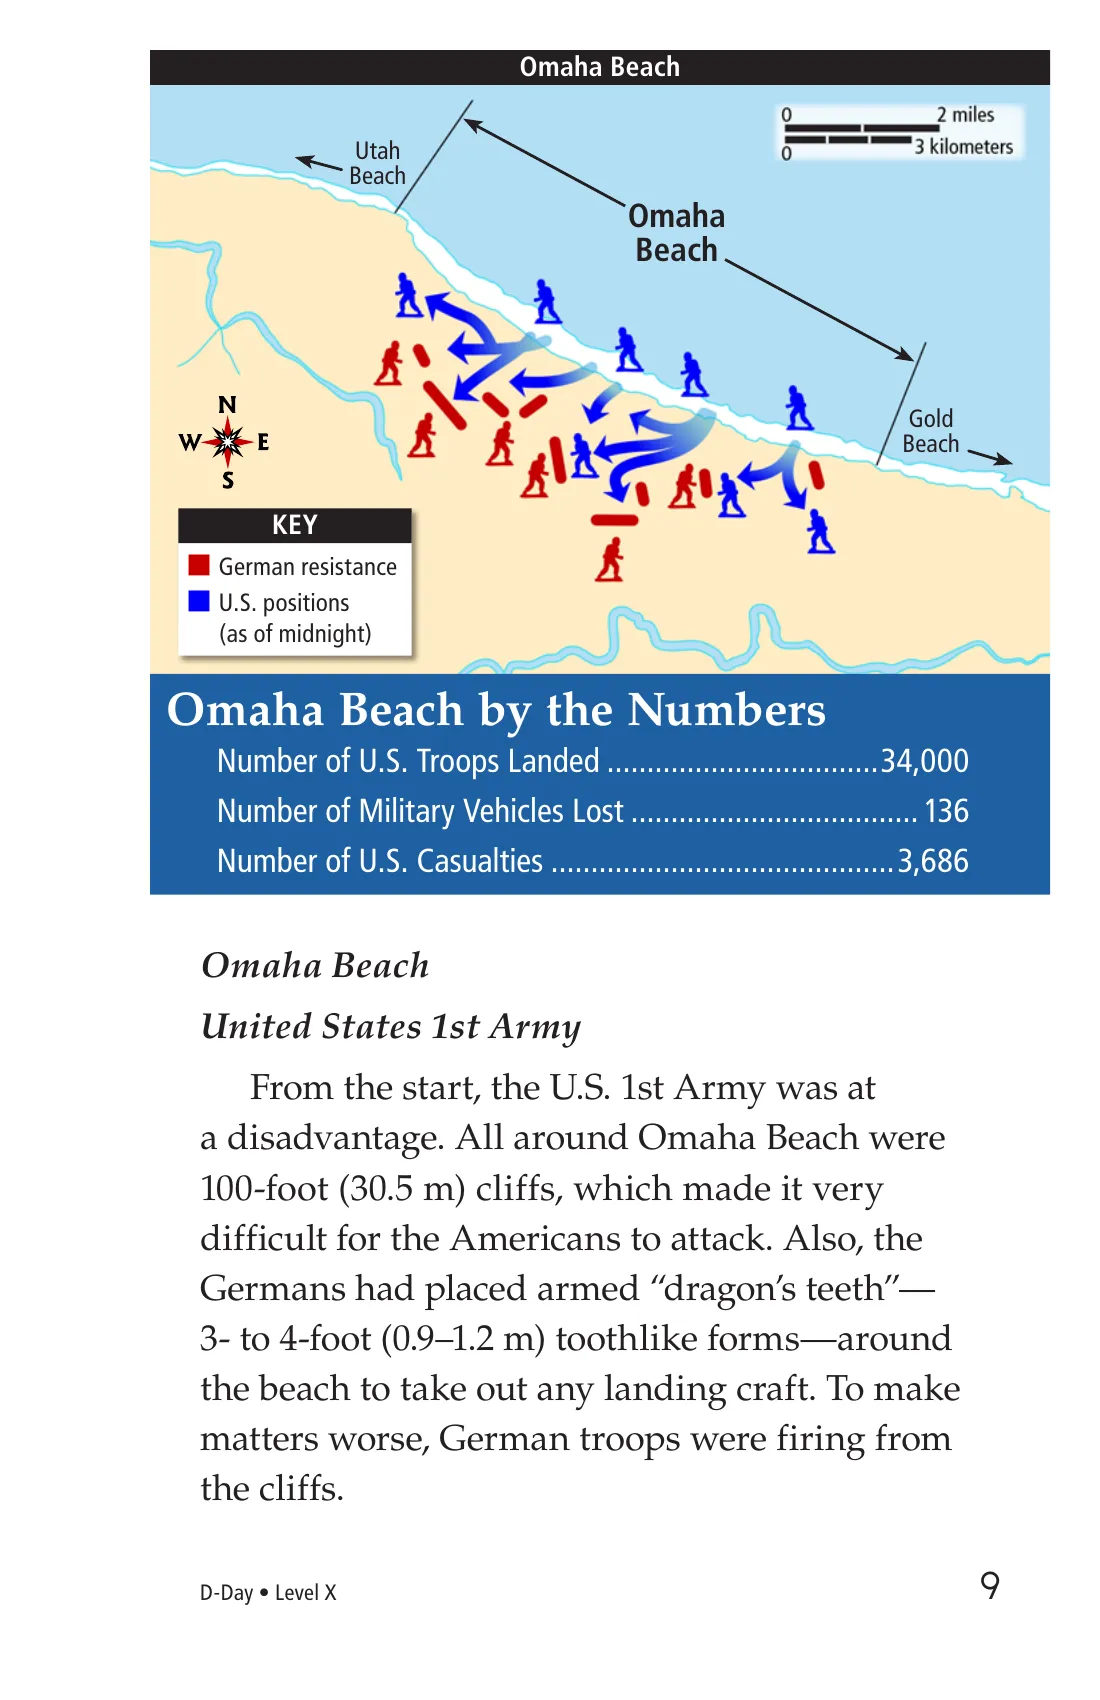 Omaha Beach
0 2 miles
0 3 kilometers
Utah
Beach
Omaha
Beach
Gold
Beach
N
W E
S
KEY
German resistance
U.S. positions
(as of midnight)
Omaha Beach by the Numbers
Number of U.S. Troops Landed ..................................34,000
Number of Military Vehicles Lost .................................... 136
Number of U.S. Casualties ...........................................3,686
Omaha Beach
United States 1st Army
From the start, the U.S. 1st Army was at
a disadvantage. All around Omaha Beach were
100-foot (30.5 m) cliffs, which made it very
difficult for the Americans to attack. Also, the
Germans had placed armed “dragon’s teeth”—
3- to 4-foot (0.9–1.2 m) toothlike forms—around
the beach to take out any landing craft. To make
matters worse, German troops were firing from
the cliffs.
D-Day • Level X 9